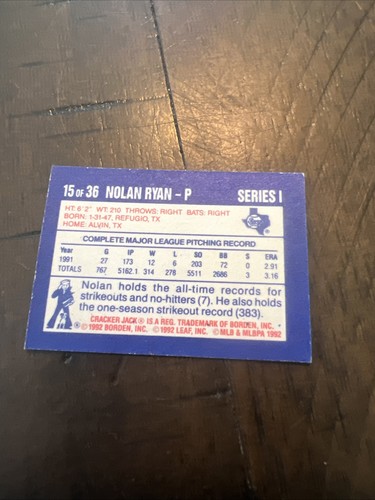 15 OF 36 NOLAN RYAN – P SERIES I
HT: 6'2" WT: 210 THROWS: RIGHT BATS: RIGHT
BORN: 1-31-47, REFUGIO, TX
HOME: ALVIN, TX
COMPLETE MAJOR LEAGUE PITCHING RECORD
Year G IP W L SO BB S ERA
1991 27 173 12 6 203 72 0 2.91
TOTALS 767 5162.1 314 278 5511 2686 3 3.16
Nolan holds the all-time records for
strikeouts and no-hitters (7). He also holds
the one-season strikeout record (383).
CRACKER JACK® IS A REG. TRADEMARK OF BORDEN, INC.
© 1992 BORDEN, INC. © 1992 LEAF, INC. © MLB & MLBPA 1992